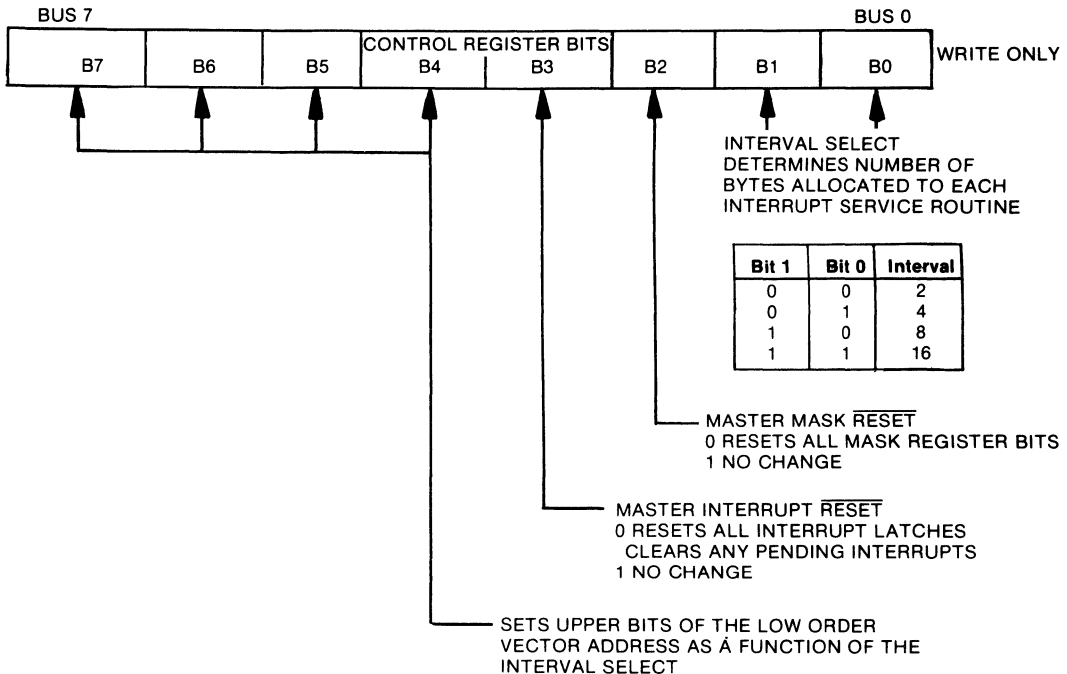 BUS 7 BUS 0
CONTROL REGISTER BITS
B7 B6 B5 B4 B3 B2 B1 B0
WRITE ONLY
INTERVAL SELECT
DETERMINES NUMBER OF
BYTES ALLOCATED TO EACH
INTERRUPT SERVICE ROUTINE
Bit 1 Bit 0 Interval
0 0 2
0 1 4
1 0 8
1 1 16
MASTER MASK RESET
0 RESETS ALL MASK REGISTER BITS
1 NO CHANGE
MASTER INTERRUPT RESET
0 RESETS ALL INTERRUPT LATCHES
CLEARS ANY PENDING INTERRUPTS
1 NO CHANGE
SETS UPPER BITS OF THE LOW ORDER
VECTOR ADDRESS AS A FUNCTION OF THE
INTERVAL SELECT